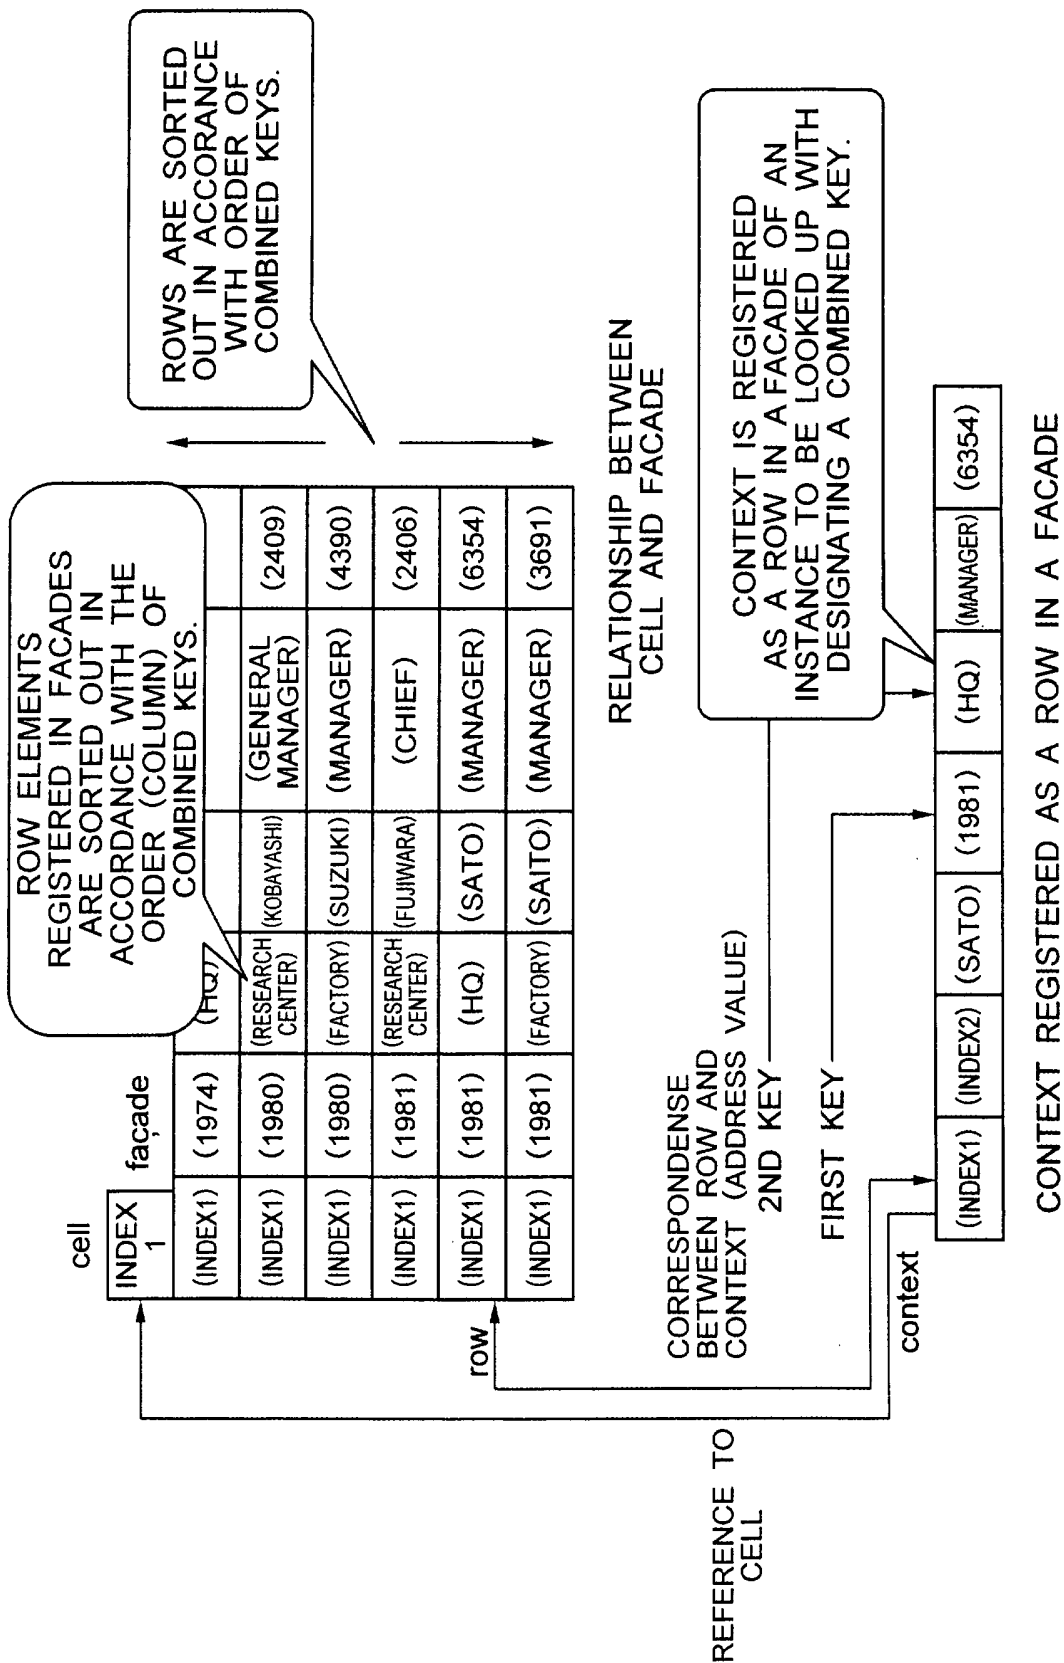 ROW ELEMENTS
REGISTERED IN FACADES
ARE SORTED OUT IN
ACCORDANCE WITH THE
ORDER (COLUMN) OF
COMBINED KEYS.
ROWS ARE SORTED
OUT IN ACCORANCE
WITH ORDER OF
COMBINED KEYS.
cell
INDEX
1
façade
(INDEX1) (1974) (HQ)
(INDEX1) (1980) (RESEARCH CENTER) (KOBAYASHI) (GENERAL MANAGER) (2409)
(INDEX1) (1980) (FACTORY) (SUZUKI) (MANAGER) (4390)
(INDEX1) (1981) (RESEARCH CENTER) (FUJIWARA) (CHIEF) (2406)
(INDEX1) (1981) (HQ) (SATO) (MANAGER) (6354)
(INDEX1) (1981) (FACTORY) (SAITO) (MANAGER) (3691)
row
RELATIONSHIP BETWEEN
CELL AND FACADE
CORRESPONDENSE
BETWEEN ROW AND
CONTEXT (ADDRESS VALUE)
2ND KEY
FIRST KEY
CONTEXT IS REGISTERED
AS A ROW IN A FACADE OF AN
INSTANCE TO BE LOOKED UP WITH
DESIGNATING A COMBINED KEY.
REFERENCE TO
CELL
context
(INDEX1) (INDEX2) (SATO) (1981) (HQ) (MANAGER) (6354)
CONTEXT REGISTERED AS A ROW IN A FACADE